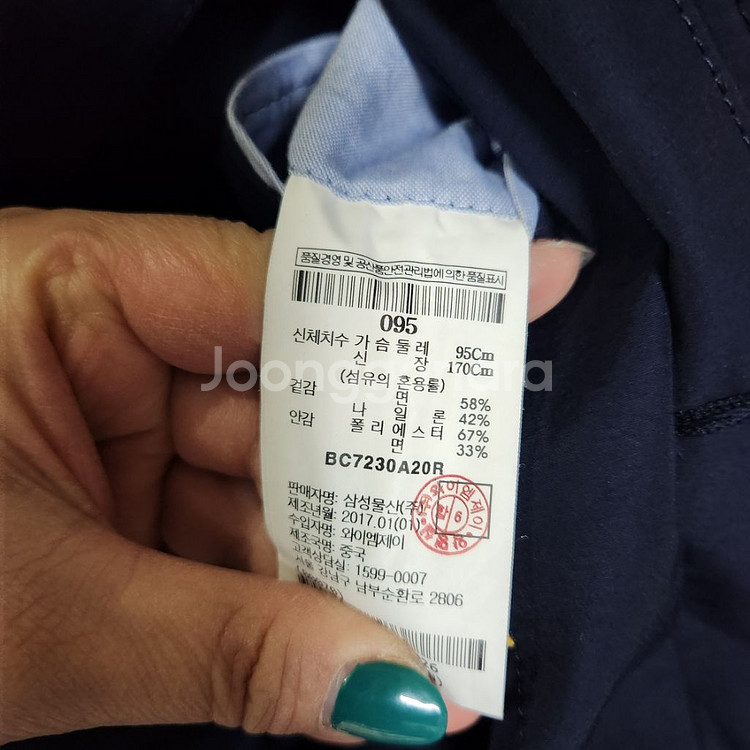 품질경영 및 공산품안전관리법에 의한 품질표시
095
신체치수 가슴둘레 95Cm
신장 170Cm
(섬유의 혼용률)
겉감 면 58%
나일론 42%
안감 폴리에스터 67%
면 33%
BC7230A20R
판매자명: 삼성물산(주)
제조년월: 2017.01(01)
수입자명: 와이엠제이
제조국명: 중국
고객상담실: 1599-0007
서울 강남구 남부순환로 2806
(주)와이엠제이
합 6
Joonggonara